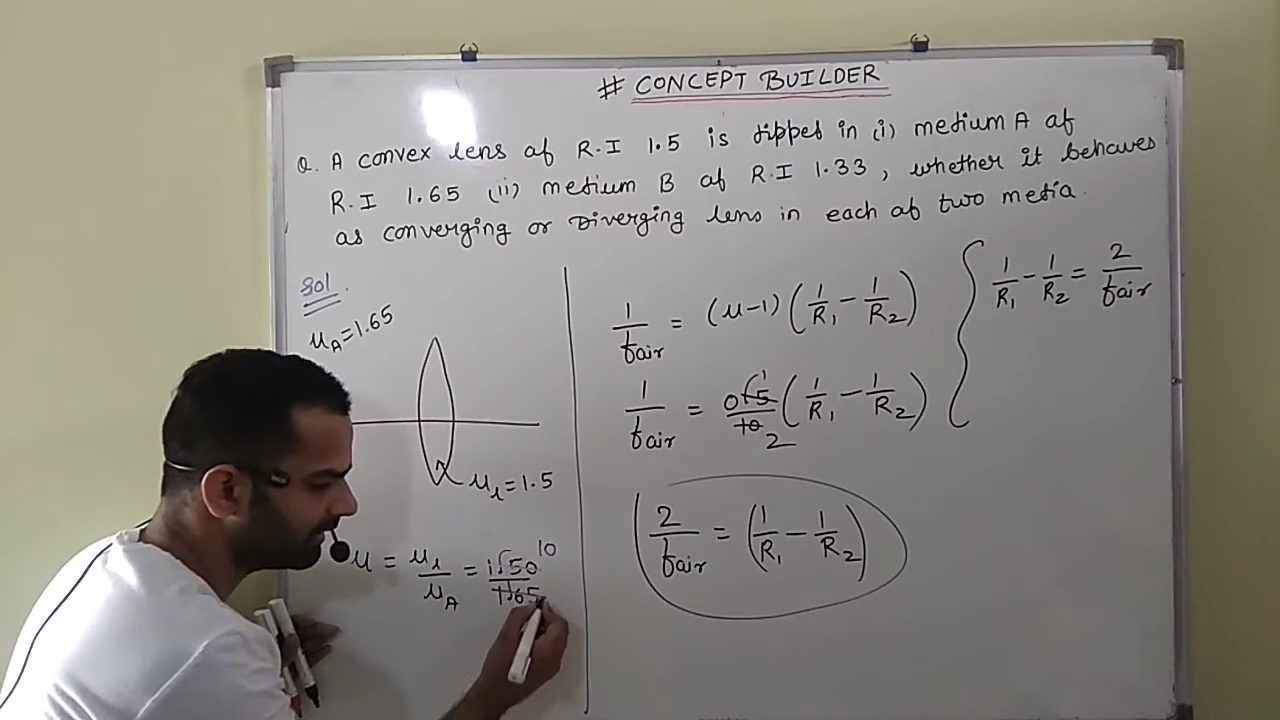 # CONCEPT BUILDER
Q. A convex lens of R.I 1.5 is dipped in (i) medium A of
R.I 1.65 (ii) medium B of R.I 1.33, whether it behaves
as converging or Diverging lens in each of two media.
Sol
μA = 1.65
μl = 1.5
μ = μl/μA = 1.50/1.65 10
1/fair = (μ-1)(1/R1 - 1/R2)
1/fair = 0.5/10 1 2 (1/R1 - 1/R2)
2/fair = (1/R1 - 1/R2)
1/R1 - 1/R2 = 2/fair